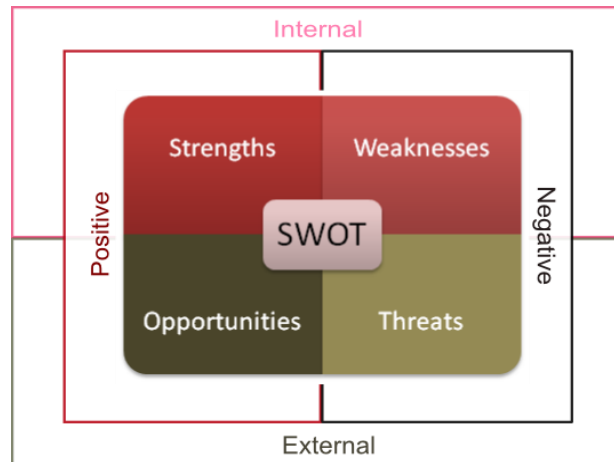 Internal
Strengths
Weaknesses
Positive
SWOT
Negative
Opportunities
Threats
External